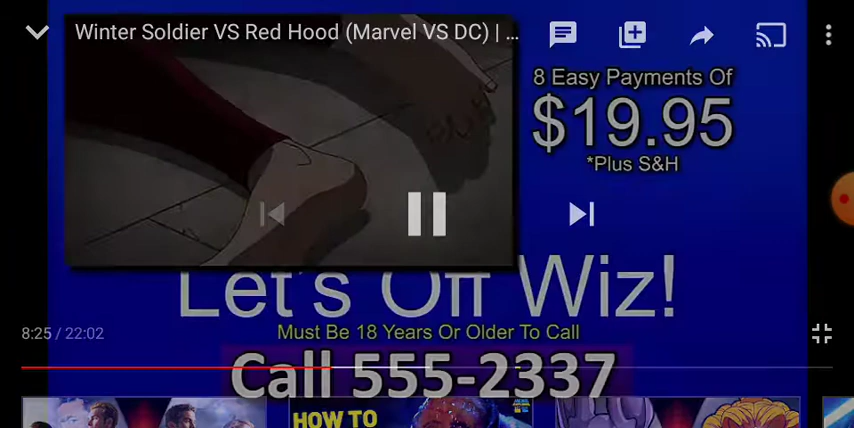 Winter Soldier VS Red Hood (Marvel VS DC) | ...
8 Easy Payments Of
$19.95
*Plus S&H
Let's Off Wiz!
8:25 / 22:02
Must Be 18 Years Or Older To Call
Call 555-2337
HOW TO